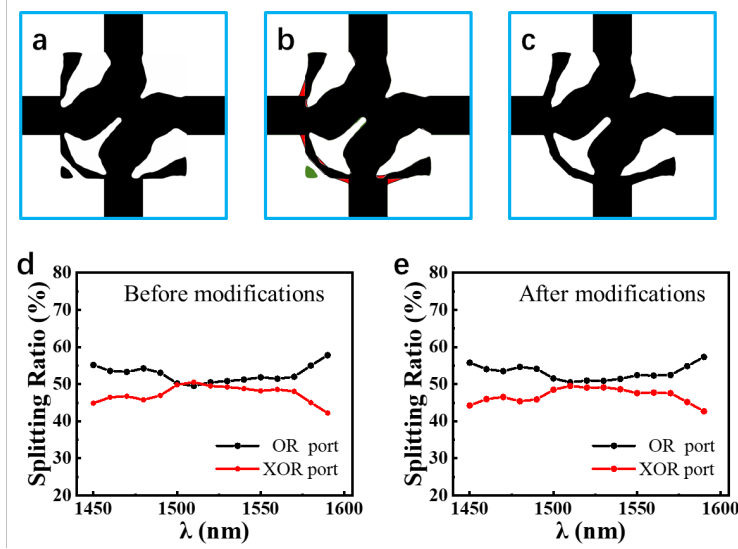 a
b
c
d
e
Before modifications
Splitting Ratio (%)
80
70
60
50
40
30
20
OR port
XOR port
1450
1500
1550
1600
λ (nm)
After modifications
Splitting Ratio (%)
80
70
60
50
40
30
20
OR port
XOR port
1450
1500
1550
1600
λ (nm)